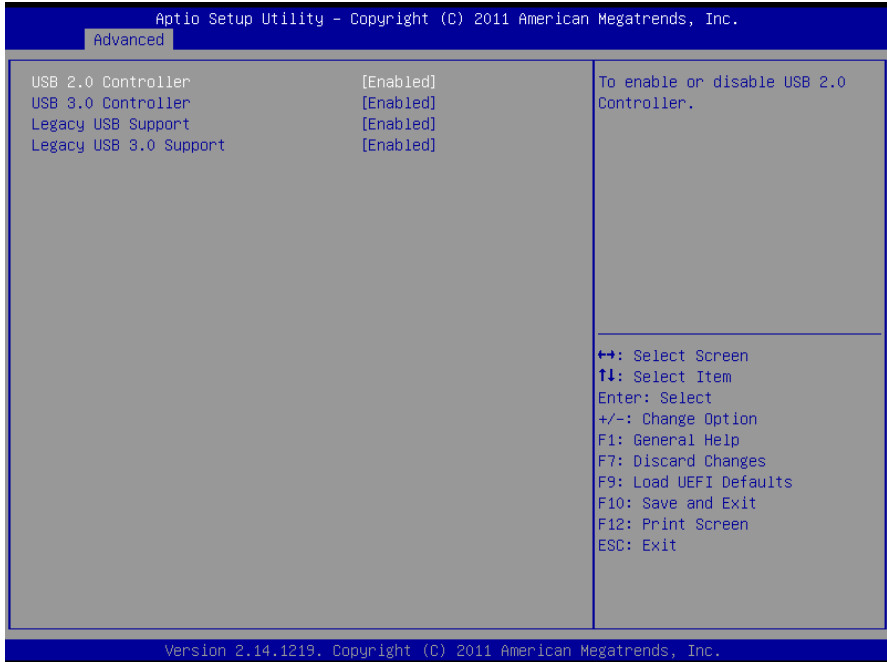 Aptio Setup Utility – Copyright (C) 2011 American Megatrends, Inc.
Advanced
USB 2.0 Controller [Enabled]
USB 3.0 Controller [Enabled]
Legacy USB Support [Enabled]
Legacy USB 3.0 Support [Enabled]
To enable or disable USB 2.0
Controller.
↔: Select Screen
↑↓: Select Item
Enter: Select
+/-: Change Option
F1: General Help
F7: Discard Changes
F9: Load UEFI Defaults
F10: Save and Exit
F12: Print Screen
ESC: Exit
Version 2.14.1219. Copyright (C) 2011 American Megatrends, Inc.